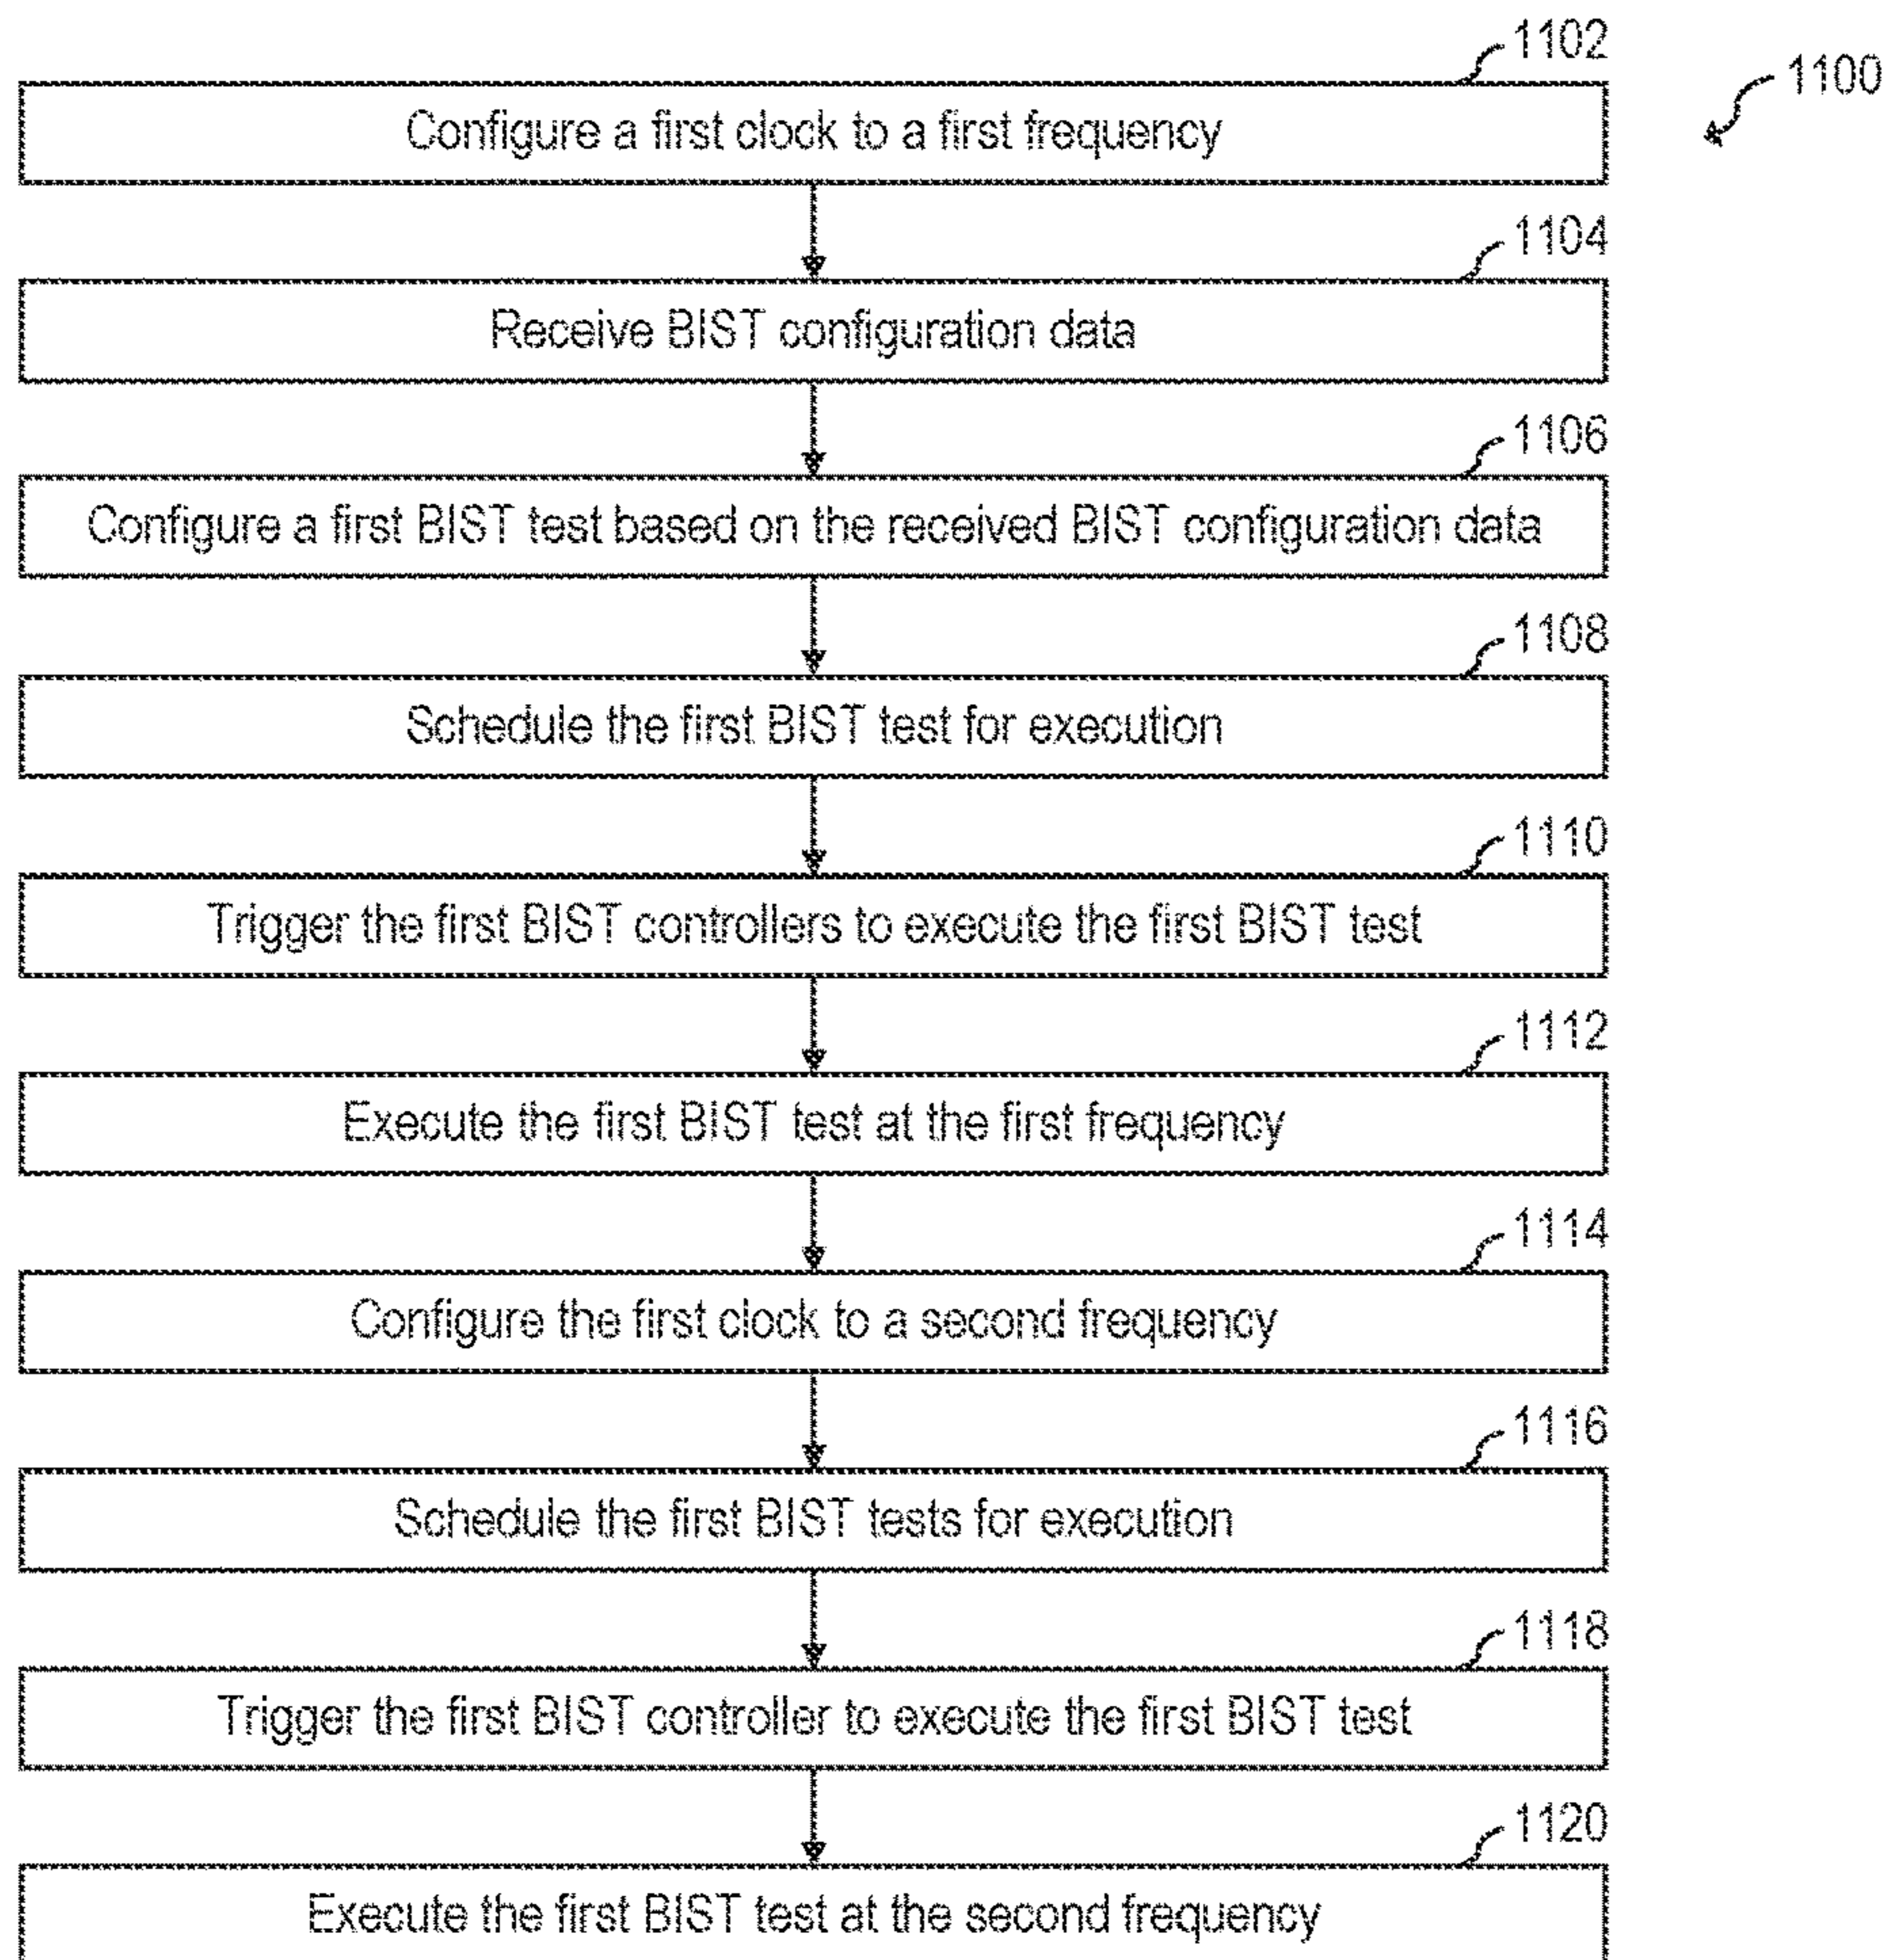 1102
1100
Configure a first clock to a first frequency
1104
Receive BIST configuration data
1106
Configure a first BIST test based on the received BIST configuration data
1108
Schedule the first BIST test for execution
1110
Trigger the first BIST controllers to execute the first BIST test
1112
Execute the first BIST test at the first frequency
1114
Configure the first clock to a second frequency
1116
Schedule the first BIST tests for execution
1118
Trigger the first BIST controller to execute the first BIST test
1120
Execute the first BIST test at the second frequency